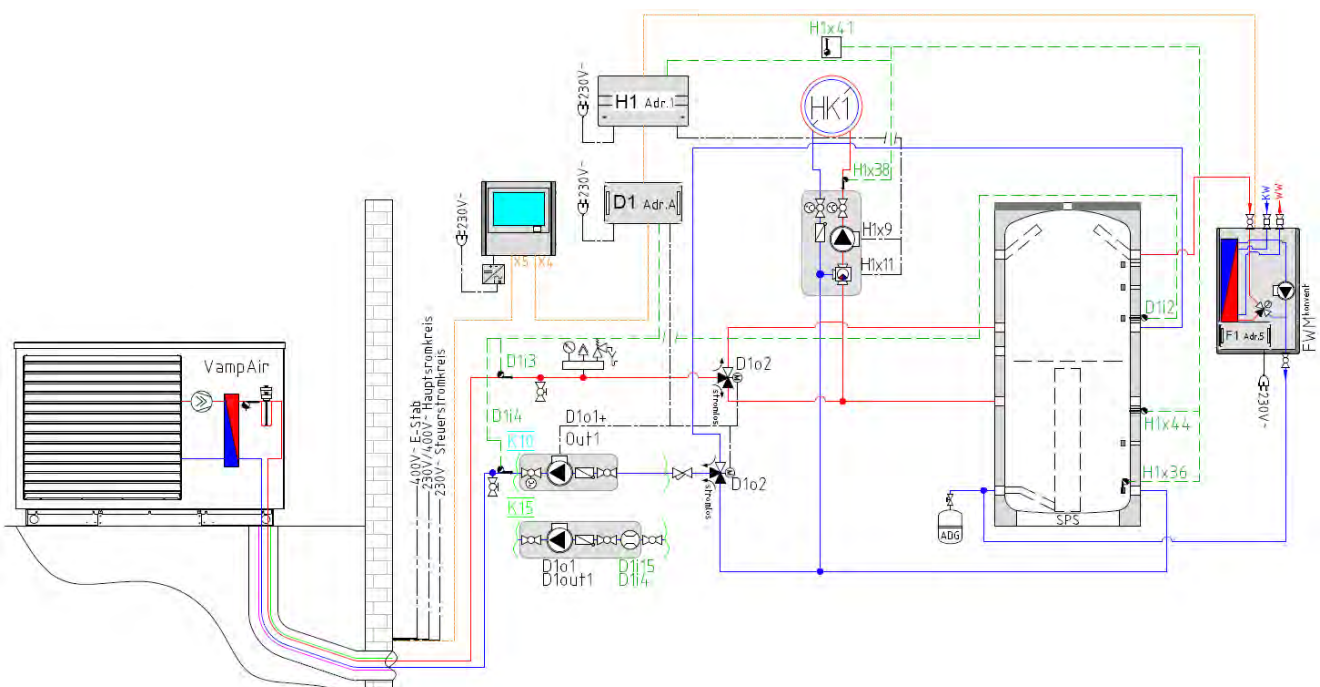 H1x41
230V~
H1 Adr.1
HK1
230V~
D1 Adr.A
H1x38
KW
WW
230V~
X5 X4
H1x9
H1x11
D1i2
F1 Adr.5
FWMkonvent
230V~
VampAir
400V~ E-Stab
230V/400V~ Hauptsromkreis
230V~ Steuerstromkreis
D1i3
D1o2
stromlos
D1i4
D1o1+
Out1
K10
D1o2
stromlos
H1x44
H1x36
K15
ADG
SPS
D1o1
D1out1
D1i15
D1i4